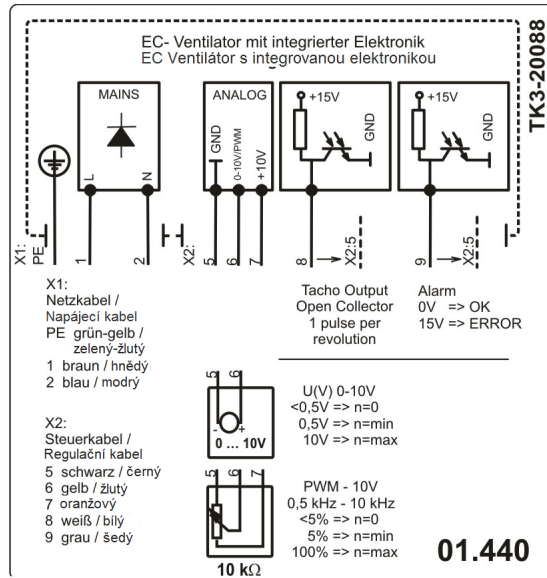 EC- Ventilator mit integrierter Elektronik
EC Ventilátor s integrovanou elektronikou
TK3-20088
MAINS
L
N
ANALOG
GND
0-10V/PWM
+10V
+15V
GND
+15V
GND
X1:
PE
1
2
X2:
5
6
7
8
X2:5
9
X2:5
X1:
Netzkabel /
Napájecí kabel
PE grün-gelb /
zelený-žlutý
1 braun / hnědý
2 blau / modrý
X2:
Steuerkabel /
Regulační kabel
5 schwarz / černý
6 gelb / žlutý
7 oranžový
8 weiß / bílý
9 grau / šedý
Tacho Output
Open Collector
1 pulse per
revolution
Alarm
0V => OK
15V => ERROR
5
6
- +
0 ... 10V
U(V) 0-10V
<0,5V => n=0
0,5V => n=min
10V => n=max
5
6
7
10 kΩ
PWM - 10V
0,5 kHz - 10 kHz
<5% => n=0
5% => n=min
100% => n=max
01.440